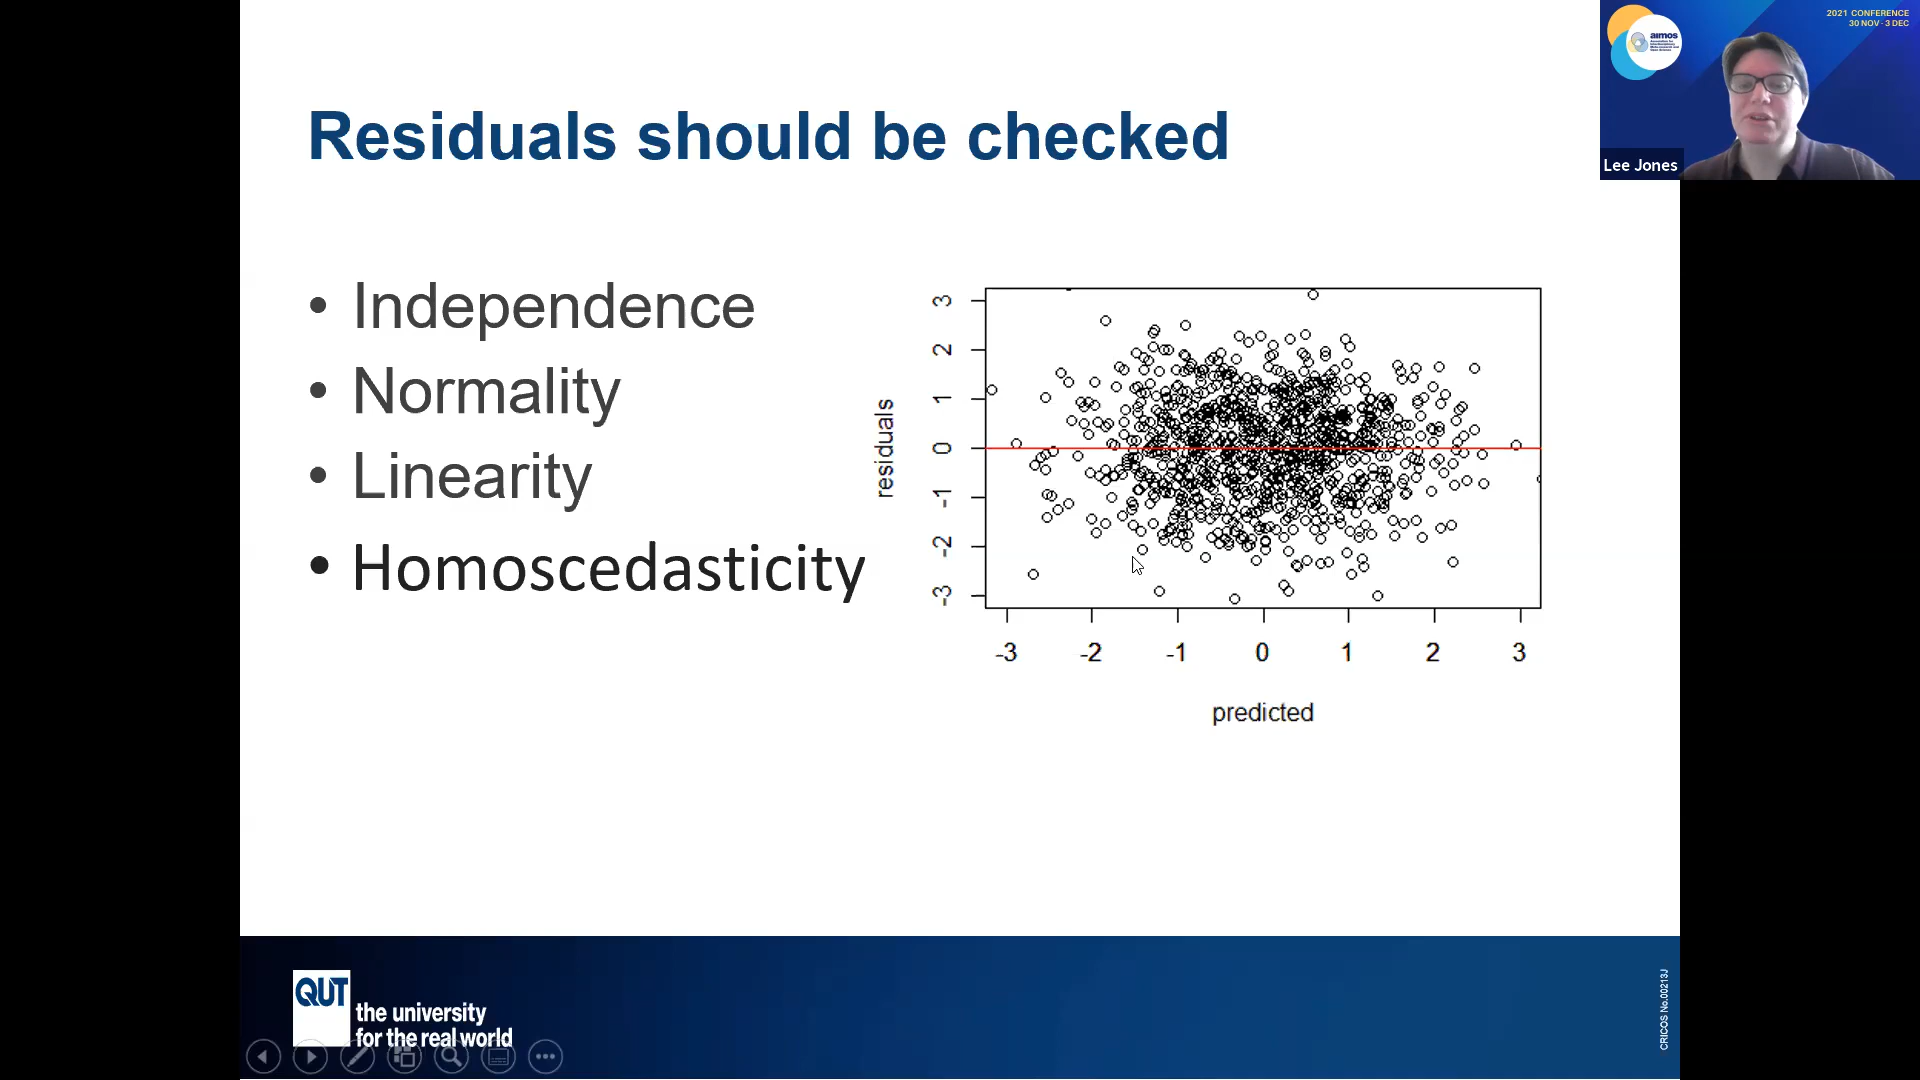 2021 CONFERENCE
30 NOV - 3 DEC
aimos
Lee Jones
Residuals should be checked
• Independence
• Normality
• Linearity
• Homoscedasticity
residuals
3
2
1
0
-1
-2
-3
-3 -2 -1 0 1 2 3
predicted
QUT
the university
for the real world
CRICOS No.00213J